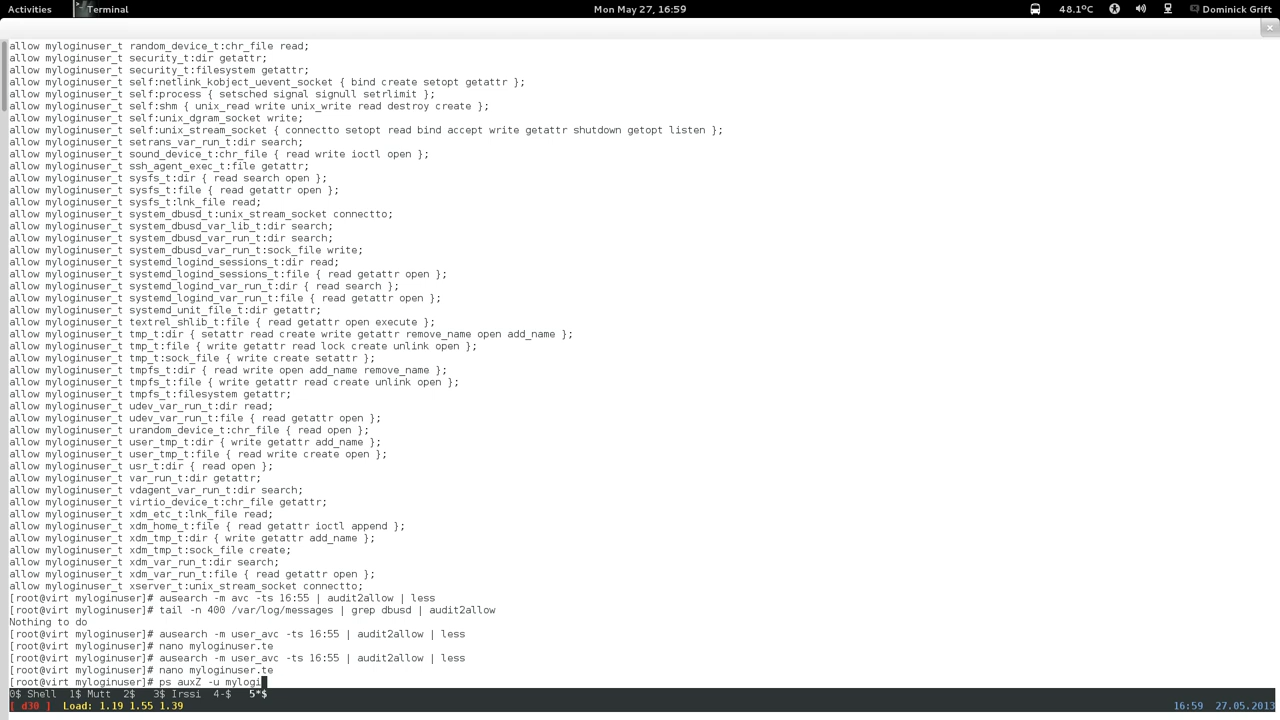 Activities Terminal Mon May 27, 16:59 48.1°C Dominick Grift
allow myloginuser_t random_device_t:chr_file read;
allow myloginuser_t security_t:dir getattr;
allow myloginuser_t security_t:filesystem getattr;
allow myloginuser_t self:netlink_kobject_uevent_socket { bind create setopt getattr };
allow myloginuser_t self:process { setsched signal signull setrlimit };
allow myloginuser_t self:shm { unix_read write unix_write read destroy create };
allow myloginuser_t self:unix_dgram_socket write;
allow myloginuser_t self:unix_stream_socket { connectto setopt read bind accept write getattr shutdown getopt listen };
allow myloginuser_t setrans_var_run_t:dir search;
allow myloginuser_t sound_device_t:chr_file { read write ioctl open };
allow myloginuser_t ssh_agent_exec_t:file getattr;
allow myloginuser_t sysfs_t:dir { read search open };
allow myloginuser_t sysfs_t:file { read getattr open };
allow myloginuser_t sysfs_t:lnk_file read;
allow myloginuser_t system_dbusd_t:unix_stream_socket connectto;
allow myloginuser_t system_dbusd_var_lib_t:dir search;
allow myloginuser_t system_dbusd_var_run_t:dir search;
allow myloginuser_t system_dbusd_var_run_t:sock_file write;
allow myloginuser_t systemd_logind_sessions_t:dir read;
allow myloginuser_t systemd_logind_sessions_t:file { read getattr open };
allow myloginuser_t systemd_logind_var_run_t:dir { read search };
allow myloginuser_t systemd_logind_var_run_t:file { read getattr open };
allow myloginuser_t systemd_unit_file_t:dir getattr;
allow myloginuser_t textrel_shlib_t:file { read getattr open execute };
allow myloginuser_t tmp_t:dir { setattr read create write getattr remove_name open add_name };
allow myloginuser_t tmp_t:file { write getattr read lock create unlink open };
allow myloginuser_t tmp_t:sock_file { write create setattr };
allow myloginuser_t tmpfs_t:dir { read write open add_name remove_name };
allow myloginuser_t tmpfs_t:file { write getattr read create unlink open };
allow myloginuser_t tmpfs_t:filesystem getattr;
allow myloginuser_t udev_var_run_t:dir read;
allow myloginuser_t udev_var_run_t:file { read getattr open };
allow myloginuser_t urandom_device_t:chr_file { read open };
allow myloginuser_t user_tmp_t:dir { write getattr add_name };
allow myloginuser_t user_tmp_t:file { read write create open };
allow myloginuser_t usr_t:dir { read open };
allow myloginuser_t var_run_t:dir getattr;
allow myloginuser_t vdagent_var_run_t:dir search;
allow myloginuser_t virtio_device_t:chr_file getattr;
allow myloginuser_t xdm_etc_t:lnk_file read;
allow myloginuser_t xdm_home_t:file { read getattr ioctl append };
allow myloginuser_t xdm_tmp_t:dir { write getattr add_name };
allow myloginuser_t xdm_tmp_t:sock_file create;
allow myloginuser_t xdm_var_run_t:dir search;
allow myloginuser_t xdm_var_run_t:file { read getattr open };
allow myloginuser_t xserver_t:unix_stream_socket connectto;
[root@virt myloginuser]# ausearch -m avc -ts 16:55 | audit2allow | less
[root@virt myloginuser]# tail -n 400 /var/log/messages | grep dbusd | audit2allow
Nothing to do
[root@virt myloginuser]# ausearch -m user_avc -ts 16:55 | audit2allow | less
[root@virt myloginuser]# nano myloginuser.te
[root@virt myloginuser]# ausearch -m user_avc -ts 16:55 | audit2allow | less
[root@virt myloginuser]# nano myloginuser.te
[root@virt myloginuser]# ps auxZ -u mylogi
0$ Shell 1$ Mutt 2$ 3$ Irssi 4-$ 5*$
[ d30 ] Load: 1.19 1.55 1.39 16:59 27.05.2013